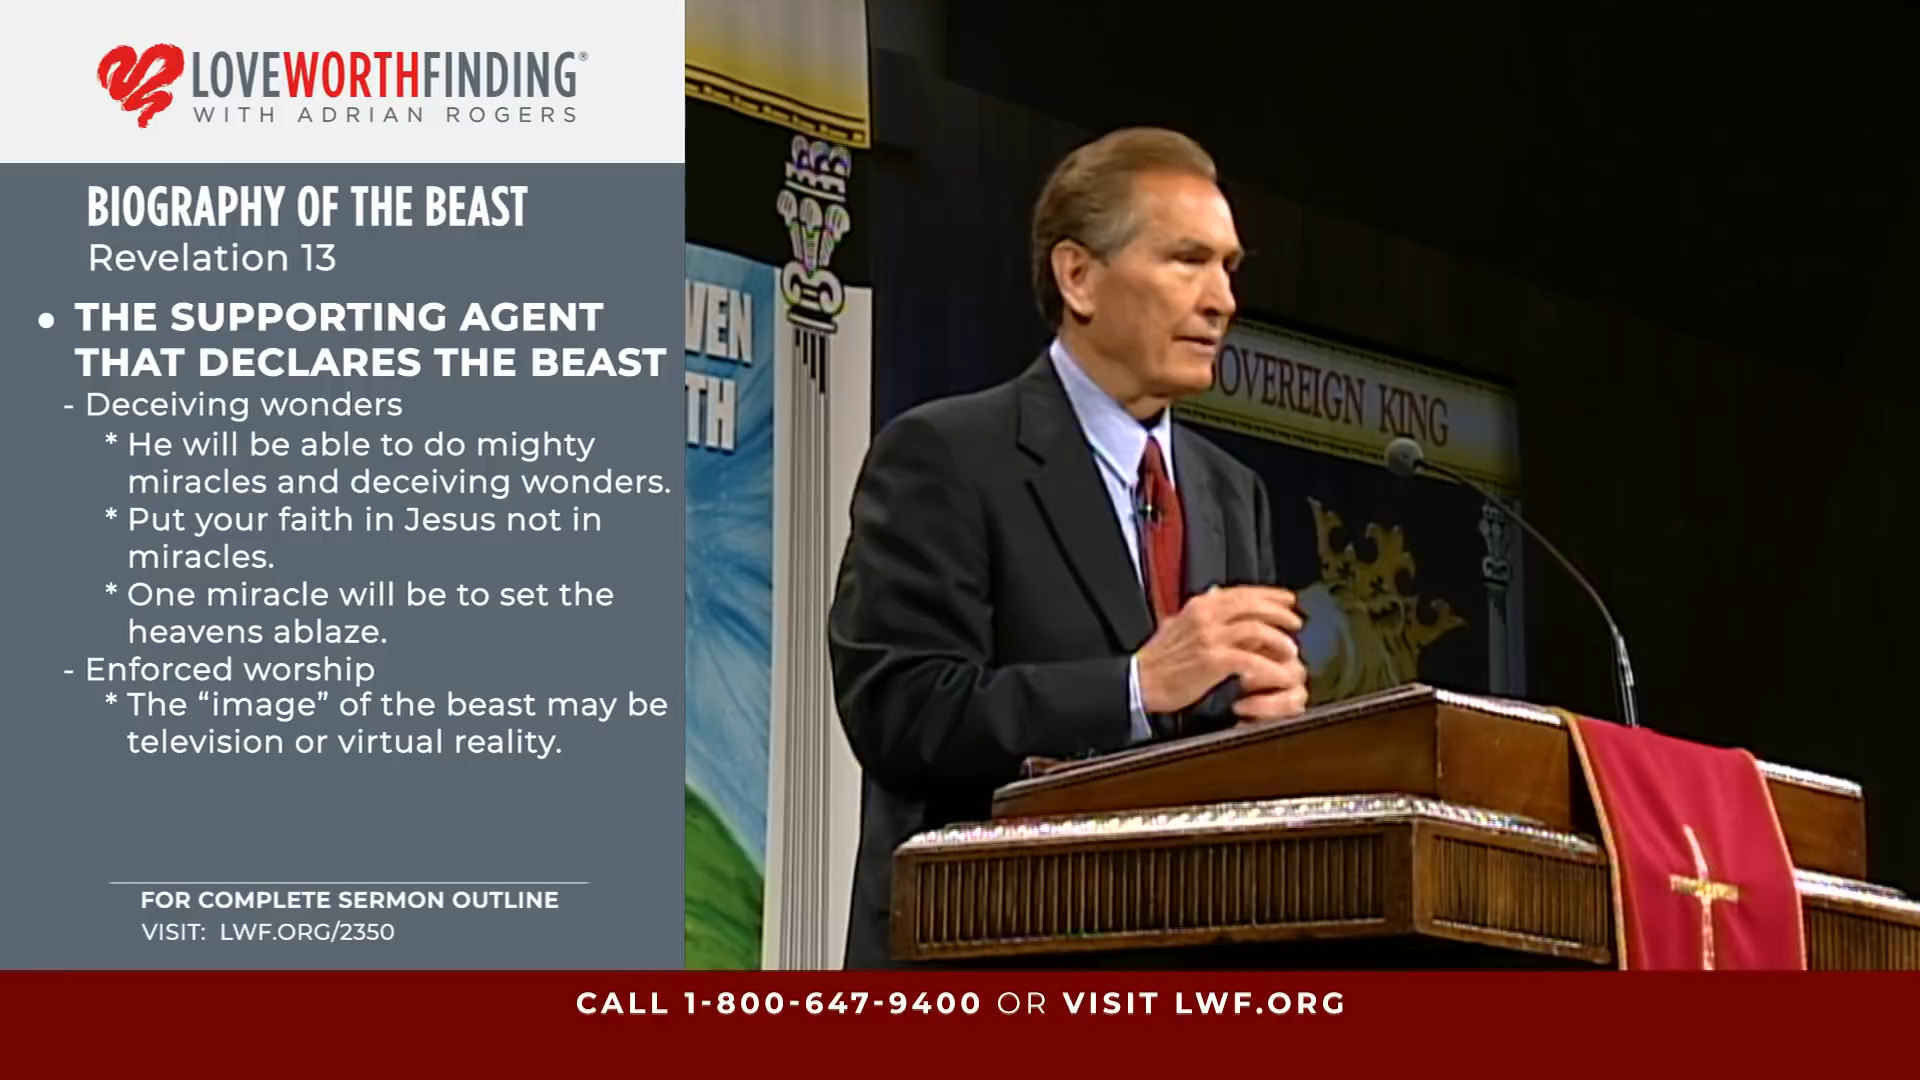 LOVEWORTHFINDING®
WITH ADRIAN ROGERS
BIOGRAPHY OF THE BEAST
Revelation 13
• THE SUPPORTING AGENT
THAT DECLARES THE BEAST
- Deceiving wonders
* He will be able to do mighty
miracles and deceiving wonders.
* Put your faith in Jesus not in
miracles.
* One miracle will be to set the
heavens ablaze.
- Enforced worship
* The “image” of the beast may be
television or virtual reality.
FOR COMPLETE SERMON OUTLINE
VISIT: LWF.ORG/2350
VEN
TH
OVEREIGN KING
CALL 1-800-647-9400 OR VISIT LWF.ORG